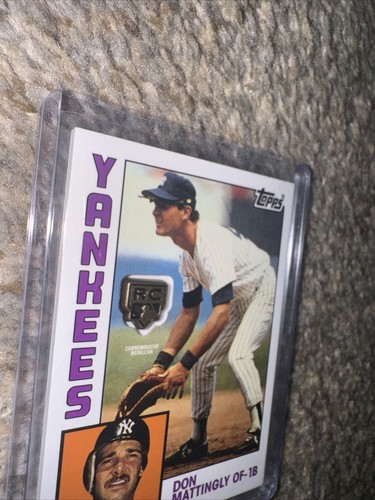 YANKEES
Topps
RC
COMMEMORATIVE
MEDALLION
NY
DON
MATTINGLY OF-1B